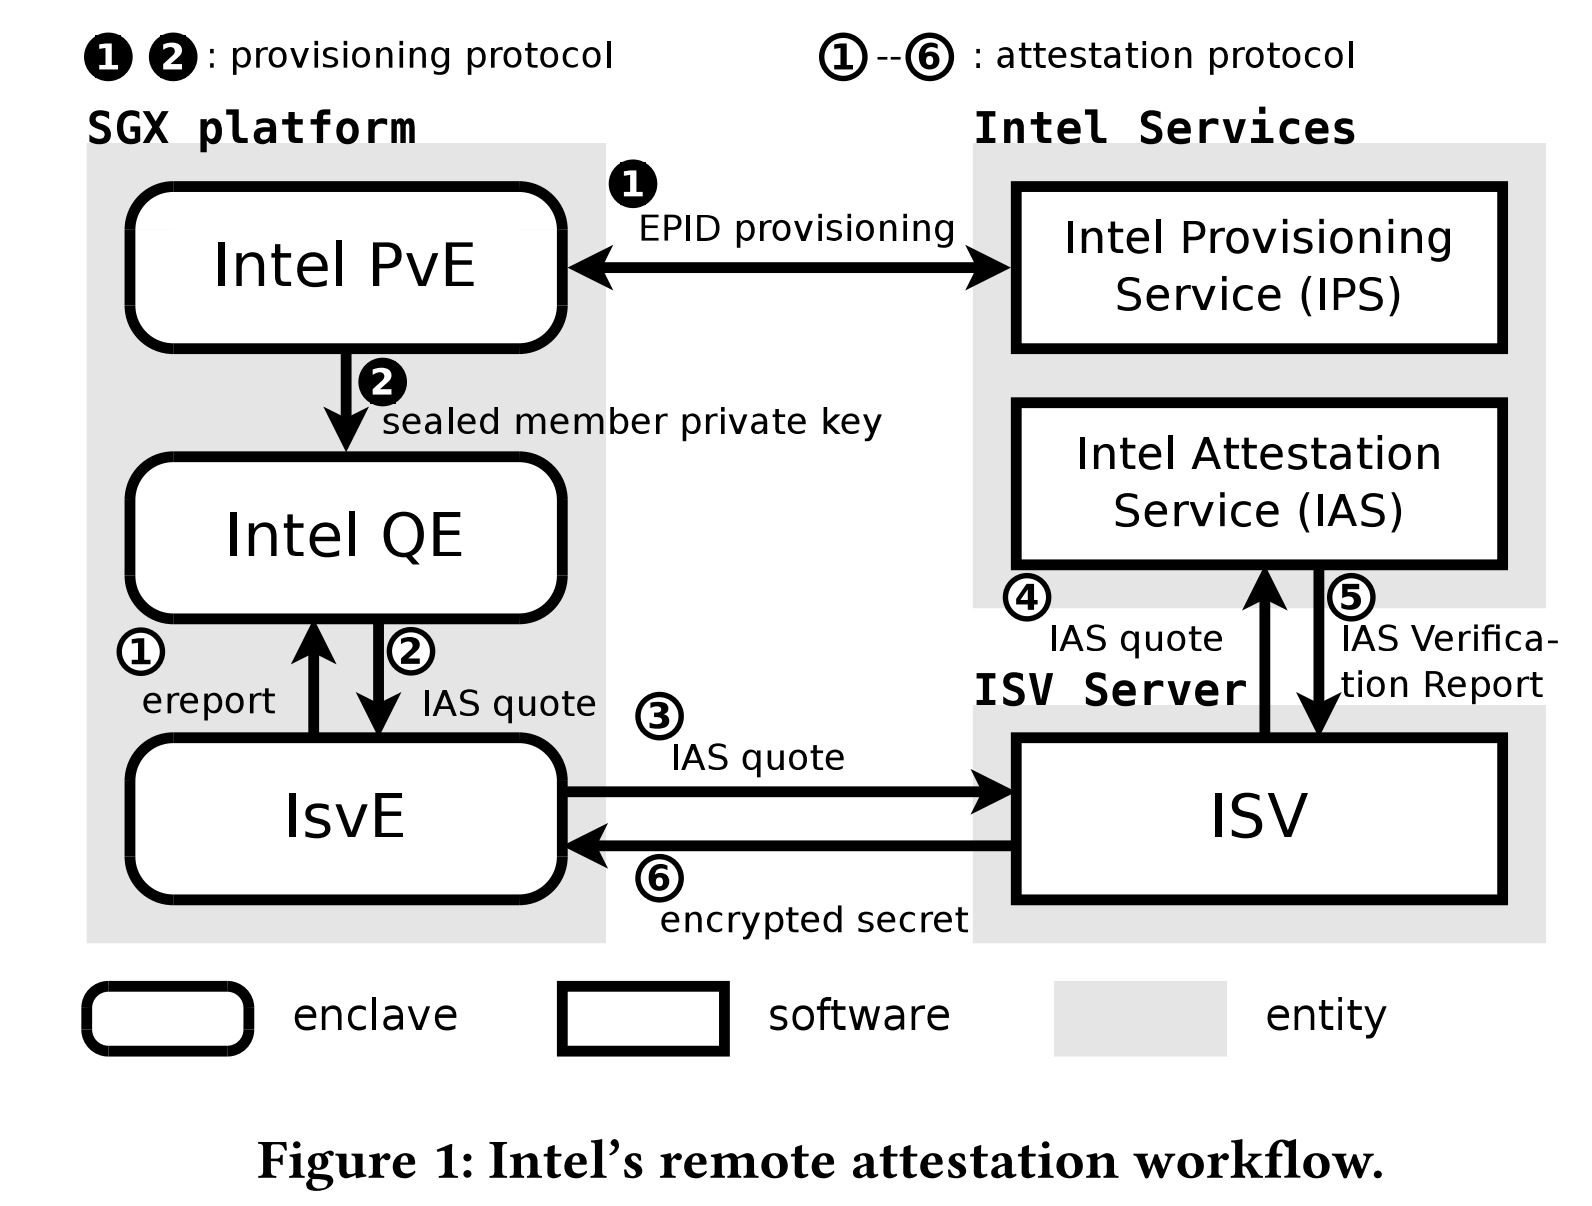 ❶ ❷ : provisioning protocol
①--⑥ : attestation protocol
SGX platform
Intel Services
❶
EPID provisioning
Intel PvE
Intel Provisioning
Service (IPS)
❷
sealed member private key
Intel QE
Intel Attestation
Service (IAS)
①
ereport
②
IAS quote
④
IAS quote
⑤
IAS Verifica-
tion Report
ISV Server
③
IAS quote
IsvE
ISV
⑥
encrypted secret
enclave
software
entity
Figure 1: Intel’s remote attestation workflow.